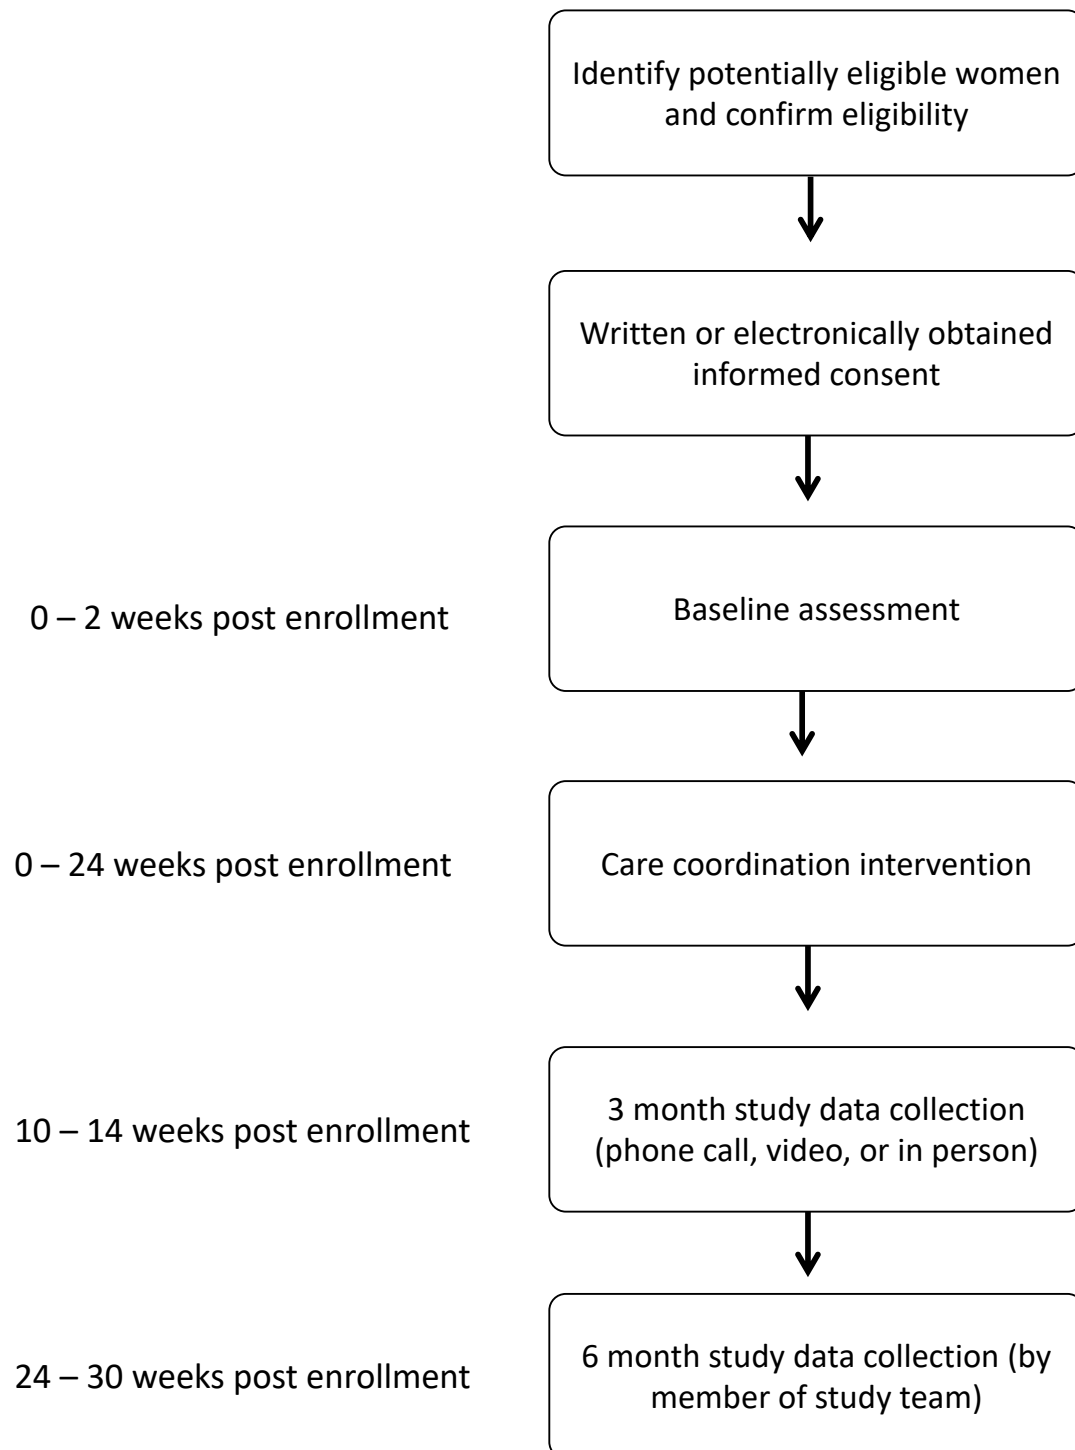 Identify potentially eligible women
and confirm eligibility
Written or electronically obtained
informed consent
0 – 2 weeks post enrollment
Baseline assessment
0 – 24 weeks post enrollment
Care coordination intervention
10 – 14 weeks post enrollment
3 month study data collection
(phone call, video, or in person)
24 – 30 weeks post enrollment
6 month study data collection (by
member of study team)